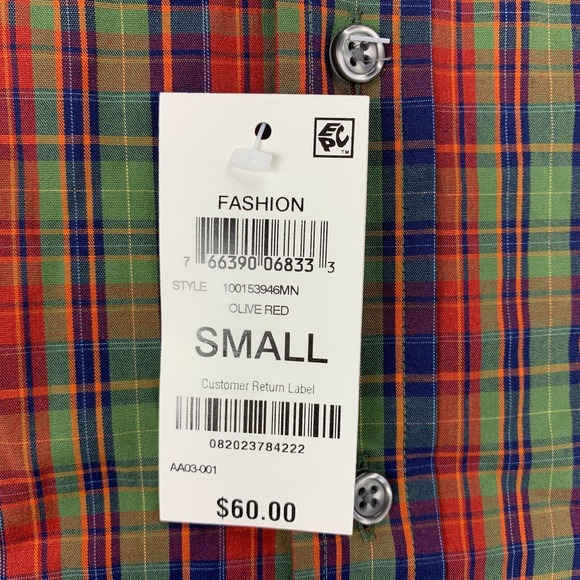 EPC
TM
FASHION
7 66390 06833 3
STYLE 100153946MN
OLIVE RED
SMALL
Customer Return Label
082023784222
AA03-001
$60.00